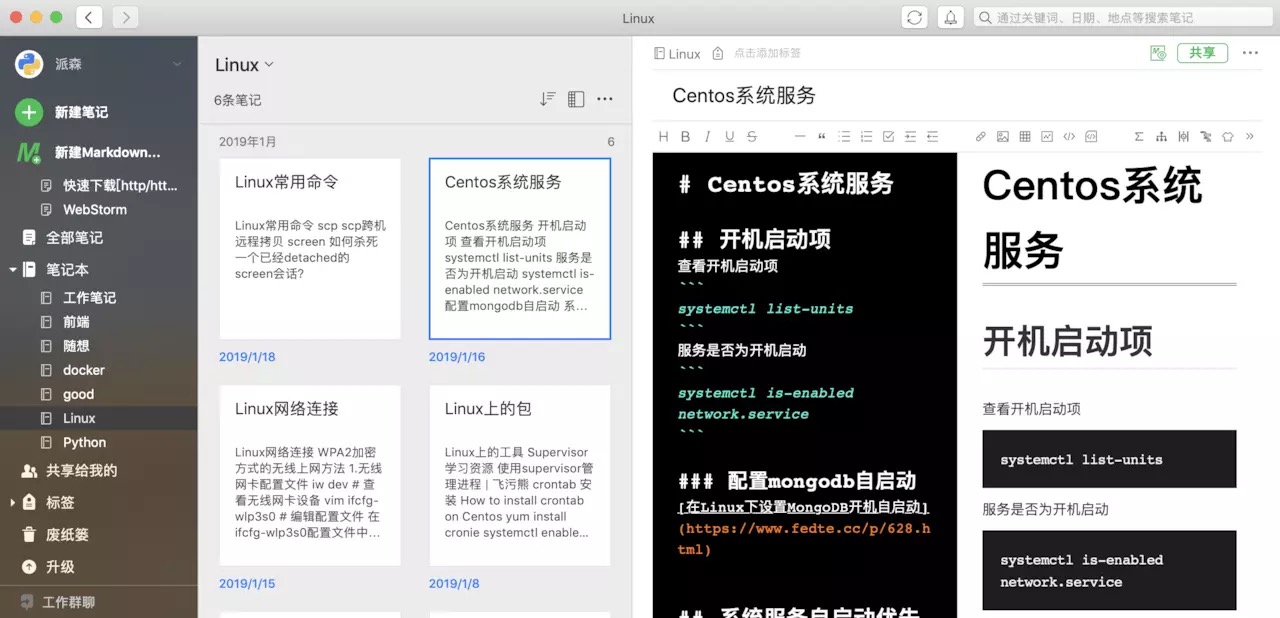 Linux
通过关键词、日期、地点等搜索笔记
派森
新建笔记
新建Markdown...
快速下载[http/htt...
WebStorm
全部笔记
笔记本
工作笔记
前端
随想
docker
good
Linux
Python
共享给我的
标签
废纸篓
升级
工作群聊
Linux
6条笔记
2019年1月
6
Linux常用命令
Linux常用命令 scp scp跨机
远程拷贝 screen 如何杀死
一个已经detached的
screen会话?
2019/1/18
Centos系统服务
Centos系统服务 开机启动
项 查看开机启动项
systemctl list-units 服务是
否为开机启动 systemctl is-
enabled network.service
配置mongodb自启动 系...
2019/1/16
Linux网络连接
Linux网络连接 WPA2加密
方式的无线上网方法 1.无线
网卡配置文件 iw dev # 查
看无线网卡设备 vim ifcfg-
wlp3s0 # 编辑配置文件 在
ifcfg-wlp3s0配置文件中...
2019/1/15
Linux上的包
Linux上的工具 Supervisor
学习资源 使用supervisor管
理进程 | 飞污熊 crontab 安
装 How to install crontab
on Centos yum install
cronie systemctl enable...
2019/1/8
Linux
点击添加标签
共享
Centos系统服务
H B I U S
# Centos系统服务
## 开机启动项
查看开机启动项
```
systemctl list-units
```
服务是否为开机启动
```
systemctl is-enabled
network.service
```
### 配置mongodb自启动
[在Linux下设置MongoDB开机自启动]
(https://www.fedte.cc/p/628.h
tml)
## 系统服务自启动优先
Centos系统
服务
开机启动项
查看开机启动项
systemctl list-units
服务是否为开机启动
systemctl is-enabled
network.service